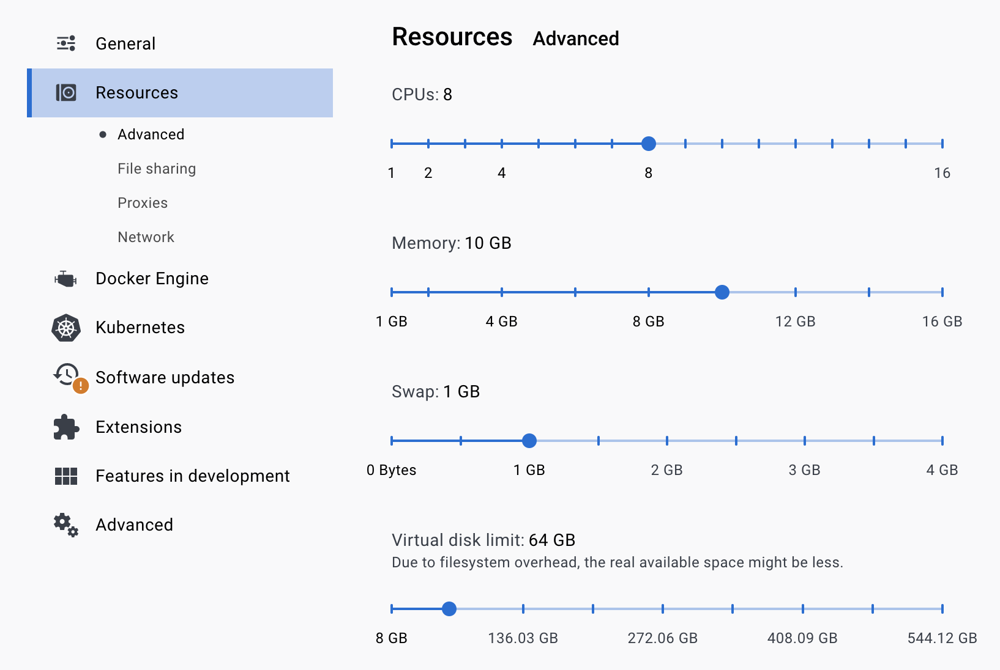 General
Resources
Advanced
File sharing
Proxies
Network
Docker Engine
Kubernetes
Software updates
Extensions
Features in development
Advanced
Resources Advanced
CPUs: 8
1 2 4 8 16
Memory: 10 GB
1 GB 4 GB 8 GB 12 GB 16 GB
Swap: 1 GB
0 Bytes 1 GB 2 GB 3 GB 4 GB
Virtual disk limit: 64 GB
Due to filesystem overhead, the real available space might be less.
8 GB 136.03 GB 272.06 GB 408.09 GB 544.12 GB